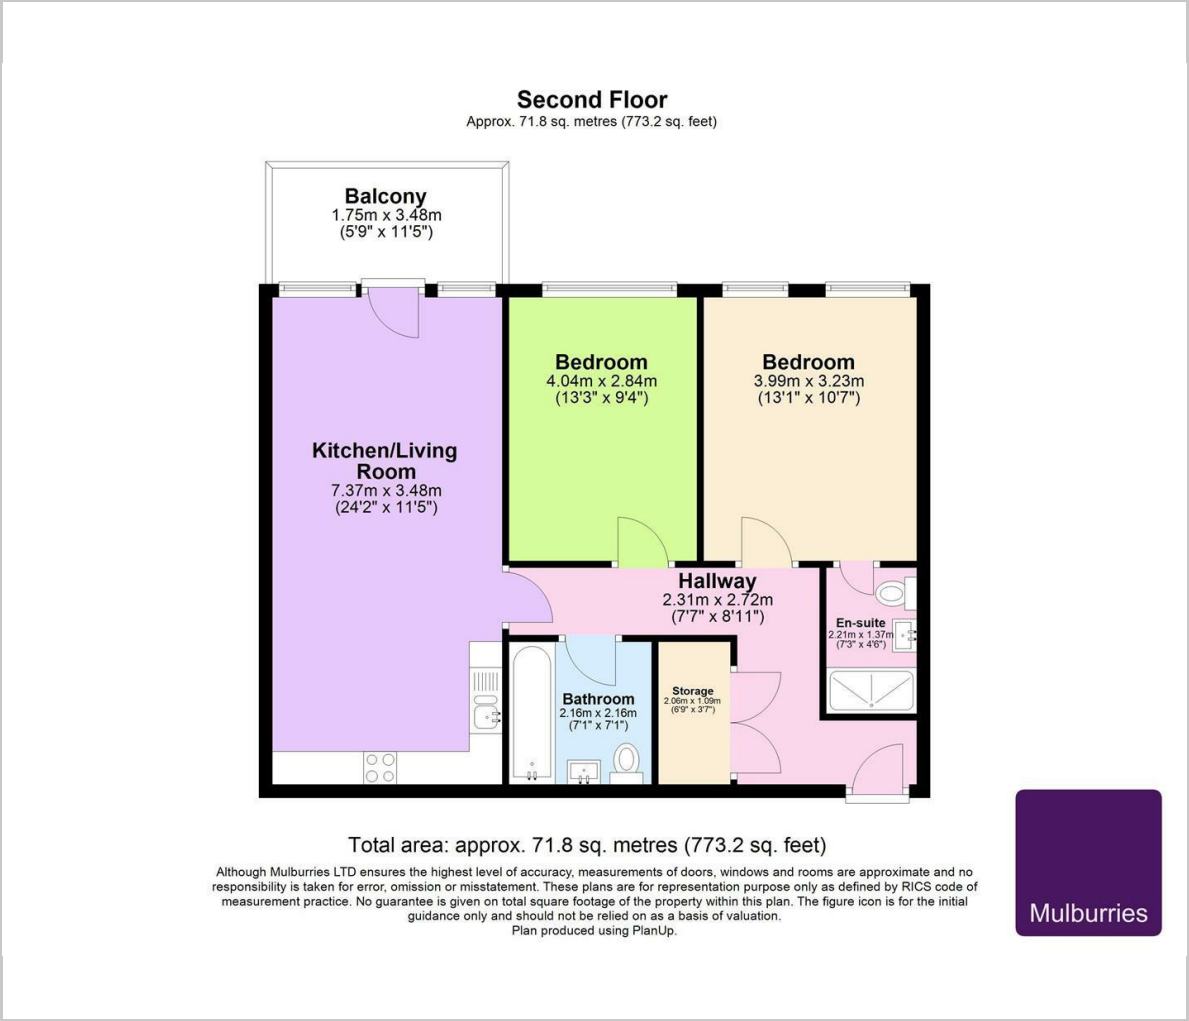 Second Floor
Approx. 71.8 sq. metres (773.2 sq. feet)
Balcony
1.75m x 3.48m
(5'9" x 11'5")
Bedroom
4.04m x 2.84m
(13'3" x 9'4")
Bedroom
3.99m x 3.23m
(13'1" x 10'7")
Kitchen/Living
Room
7.37m x 3.48m
(24'2" x 11'5")
Hallway
2.31m x 2.72m
(7'7" x 8'11")
En-suite
2.21m x 1.37m
(7'3" x 4'6")
Bathroom
2.16m x 2.16m
(7'1" x 7'1")
Storage
2.06m x 1.09m
(6'9" x 3'7")
Total area: approx. 71.8 sq. metres (773.2 sq. feet)
Although Mulburries LTD ensures the highest level of accuracy, measurements of doors, windows and rooms are approximate and no
responsibility is taken for error, omission or misstatement. These plans are for representation purpose only as defined by RICS code of
measurement practice. No guarantee is given on total square footage of the property within this plan. The figure icon is for the initial
guidance only and should not be relied on as a basis of valuation.
Plan produced using PlanUp.
Mulburries